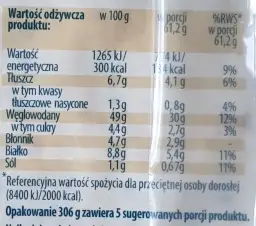 Wartość odżywcza w 100 g w porcji %RWS*
produktu: 61,2 g w porcji
61,2 g
Wartość 1265 kJ/ kJ/
energetyczna 300 kcal 184 kcal 9%
Tłuszcz 6,7g 4,1 g 6%
w tym kwasy
tłuszczowe nasycone 1,3g 0,8g 4%
Węglowodany 49g 30g 12%
w tym cukry 4,4g 2,7g 3%
Błonnik 4,7g 2,9g -
Białko 8,8g 5,4g 11%
Sól 1,1g 0,67g 11%
*Referencyjna wartość spożycia dla przeciętnej osoby dorosłej
(8400 kJ/2000 kcal).
Opakowanie 306 g zawiera 5 sugerowanych porcji produktu.